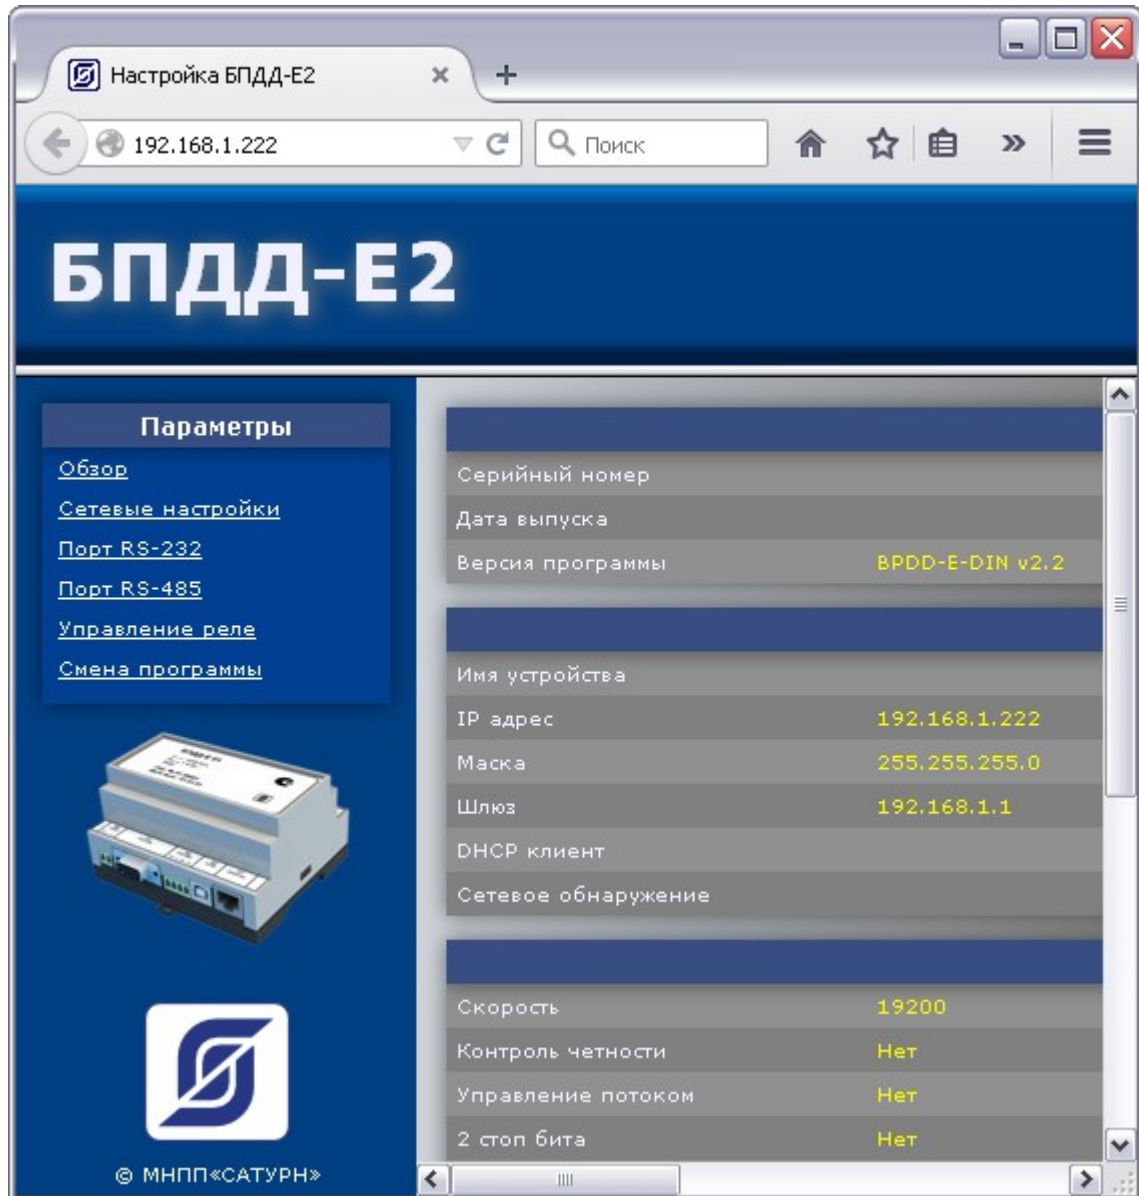 Настройка БПДД-Е2
192.168.1.222
Поиск
БПДД-Е2
Параметры
Обзор
Сетевые настройки
Порт RS-232
Порт RS-485
Управление реле
Смена программы
© МНПП«САТУРН»
Серийный номер
Дата выпуска
Версия программы BPDD-E-DIN v2.2
Имя устройства
IP адрес 192.168.1.222
Маска 255.255.255.0
Шлюз 192.168.1.1
DHCP клиент
Сетевое обнаружение
Скорость 19200
Контроль четности Нет
Управление потоком Нет
2 стоп бита Нет